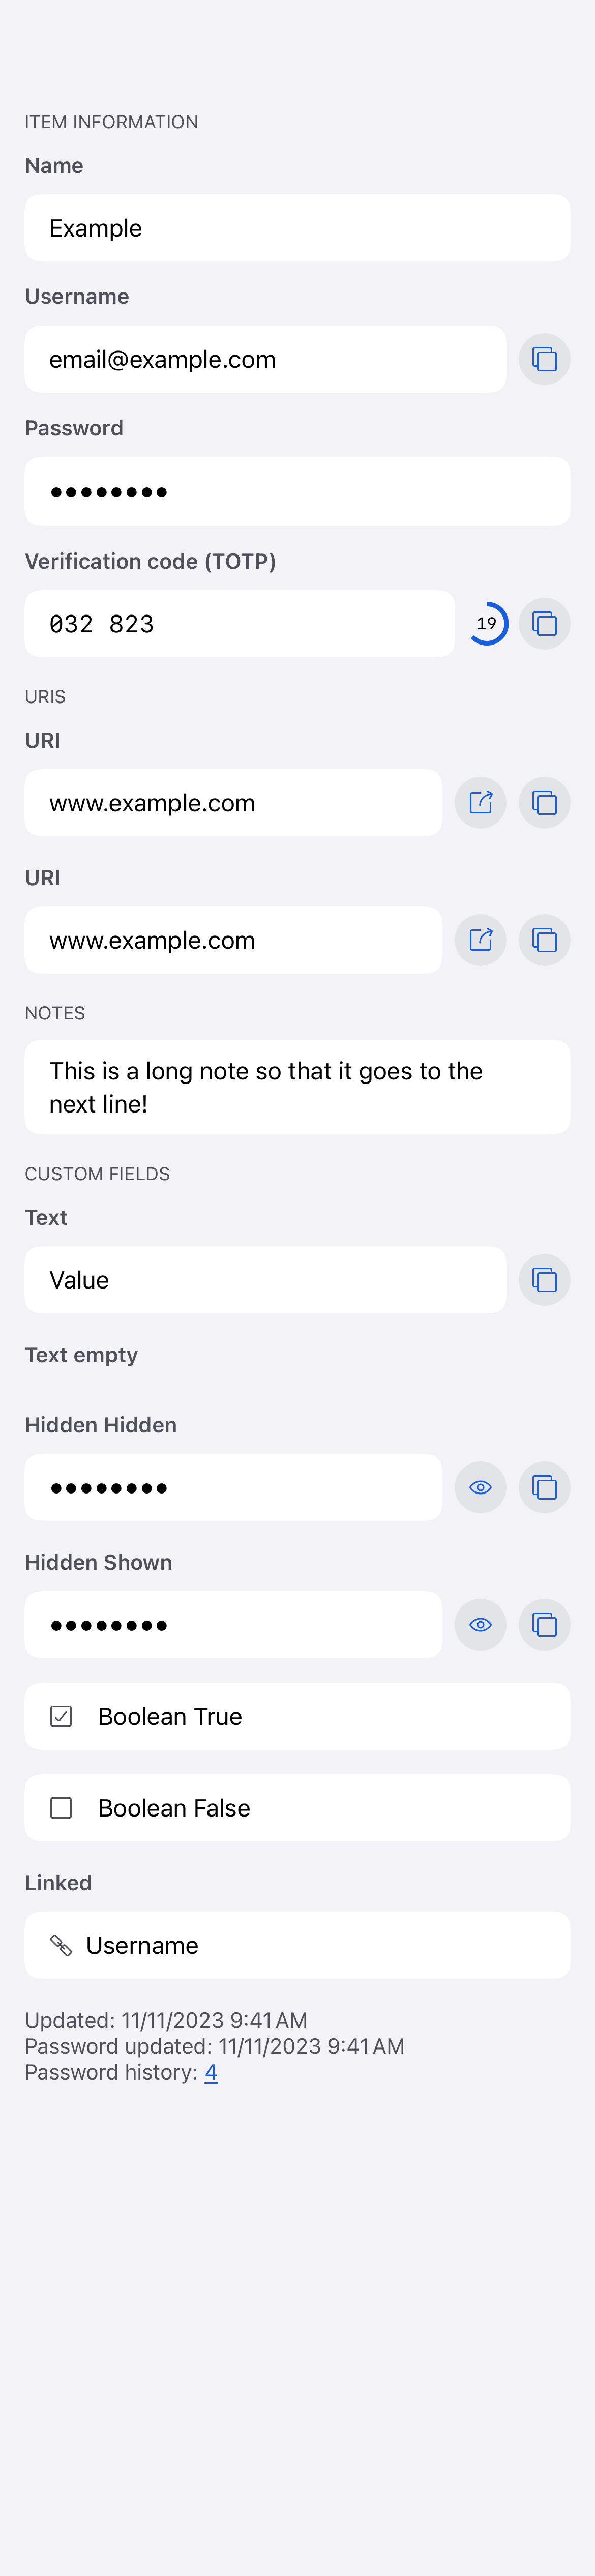 ITEM INFORMATION
Name
Example
Username
email@example.com
Password
••••••••
Verification code (TOTP)
032 823
19
URIS
URI
www.example.com
URI
www.example.com
NOTES
This is a long note so that it goes to the
next line!
CUSTOM FIELDS
Text
Value
Text empty
Hidden Hidden
••••••••
Hidden Shown
••••••••
Boolean True
Boolean False
Linked
Username
Updated: 11/11/2023 9:41 AM
Password updated: 11/11/2023 9:41 AM
Password history: 4